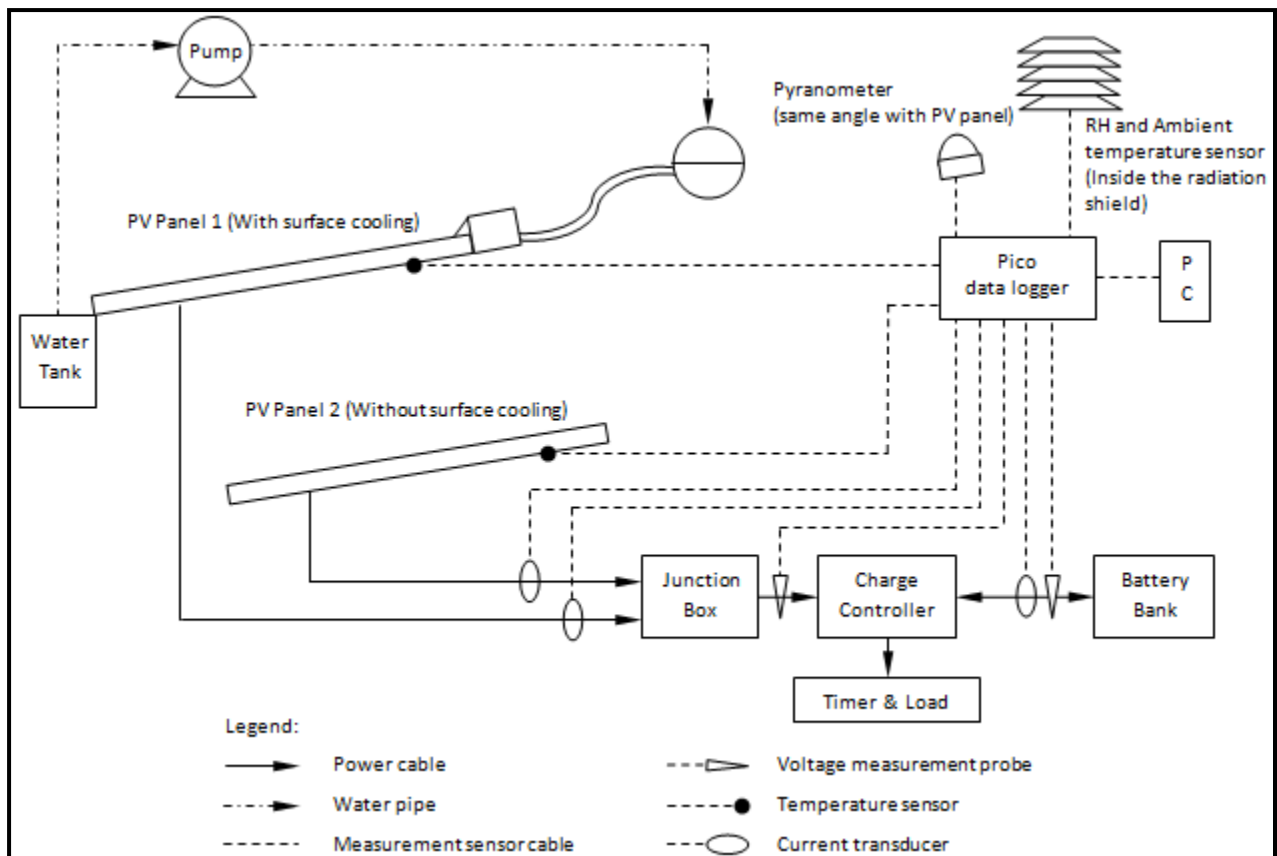 Pump
Pyranometer
(same angle with PV panel)
RH and Ambient
temperature sensor
(Inside the radiation
shield)
PV Panel 1 (With surface cooling)
Pico
data logger
P
C
Water
Tank
PV Panel 2 (Without surface cooling)
Junction
Box
Charge
Controller
Battery
Bank
Timer & Load
Legend:
Power cable
Voltage measurement probe
Water pipe
Temperature sensor
Measurement sensor cable
Current transducer